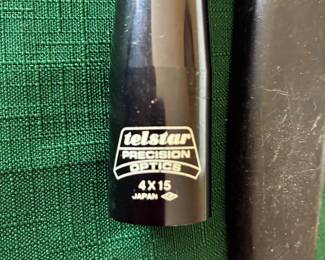 telstar
PRECISION
OPTICS
4X15
JAPAN